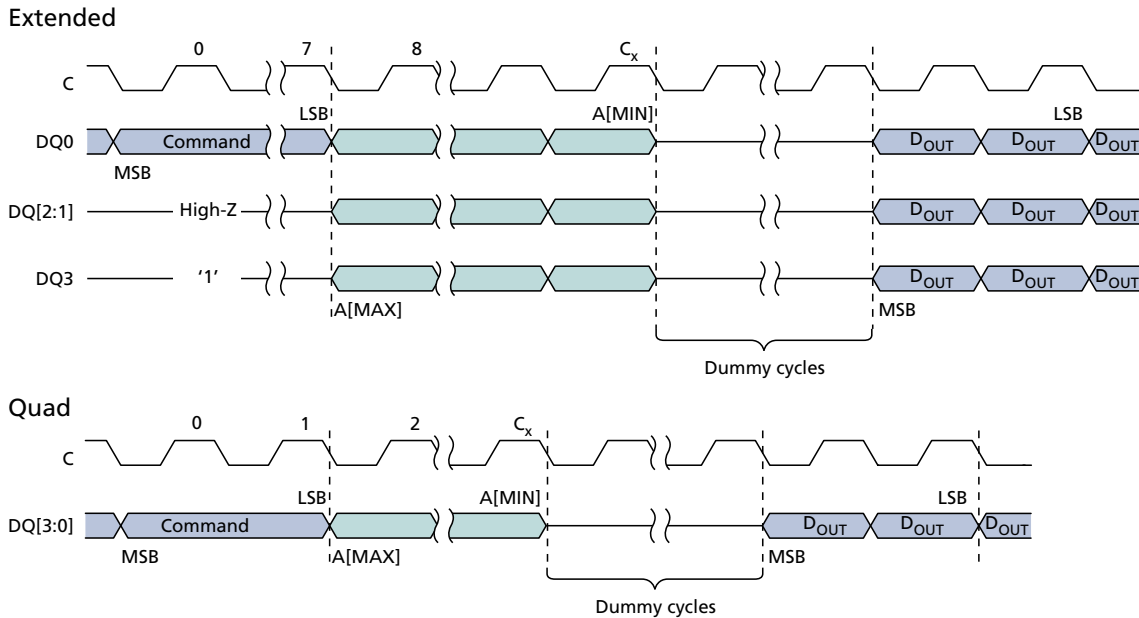 Extended
0 7 8 Cx
C
LSB A[MIN] LSB
DQ0 Command DOUT DOUT DOUT
MSB
DQ[2:1] High-Z DOUT DOUT DOUT
DQ3 ‘1’ DOUT DOUT DOUT
A[MAX] MSB
Dummy cycles
Quad
0 1 2 Cx
C
LSB A[MIN] LSB
DQ[3:0] Command DOUT DOUT DOUT
MSB A[MAX] MSB
Dummy cycles